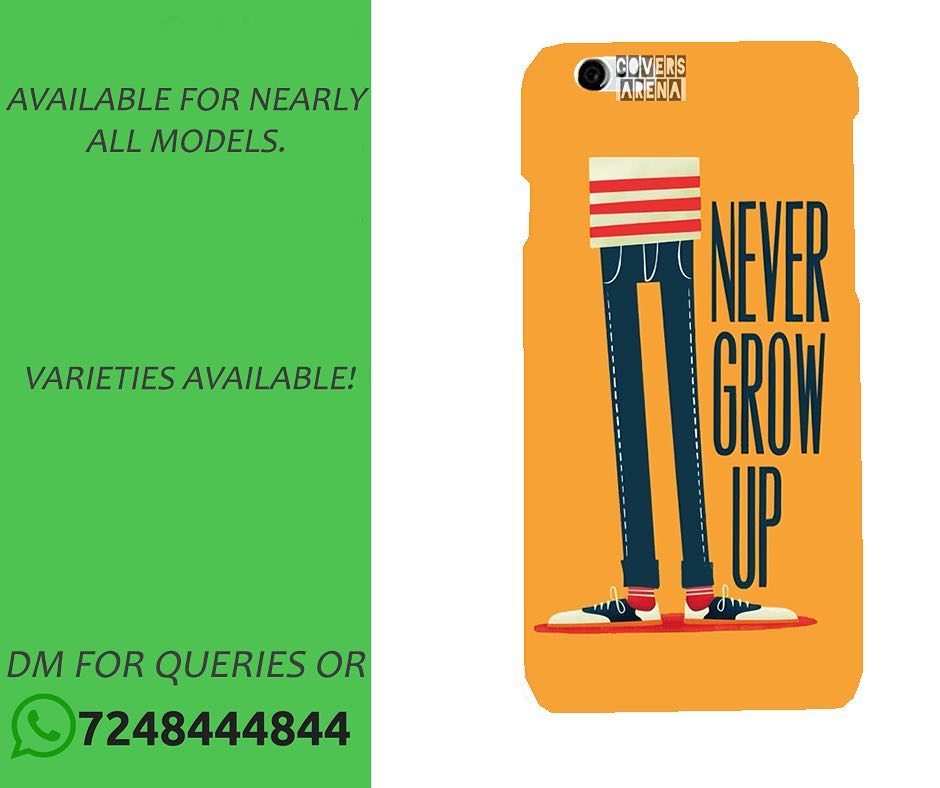 AVAILABLE FOR NEARLY
ALL MODELS.
VARIETIES AVAILABLE!
DM FOR QUERIES OR
7248444844
COVERS
ARENA
NEVER
GROW
UP